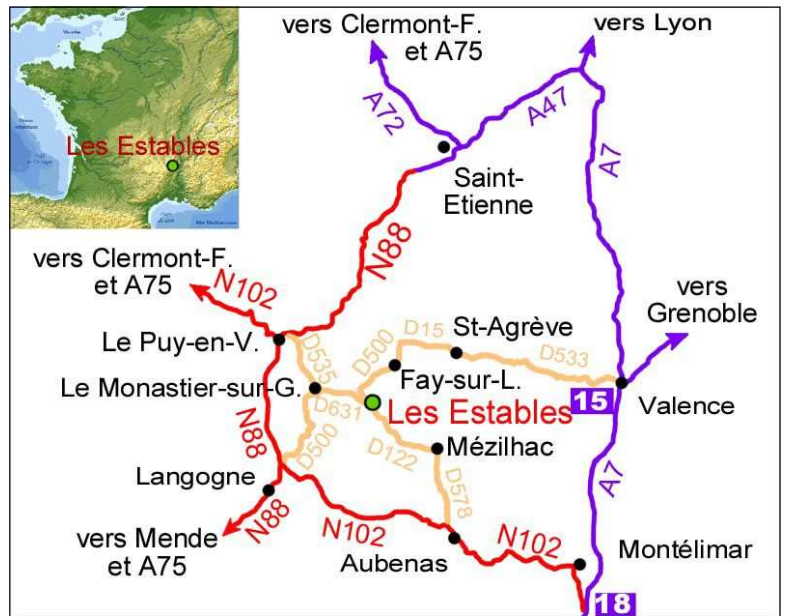 vers Clermont-F.
et A75
vers Lyon
A72
A47
A7
Les Estables
Saint-
Etienne
N88
vers Clermont-F.
et A75
N102
vers
Grenoble
Le Puy-en-V.
D535
D500
D15
St-Agrève
D533
Le Monastier-sur-G.
Fay-sur-L.
D631
Les Estables
15
Valence
N88
D500
D122
Mézilhac
A7
Langogne
D578
N88
vers Mende
et A75
N102
Aubenas
N102
Montélimar
18